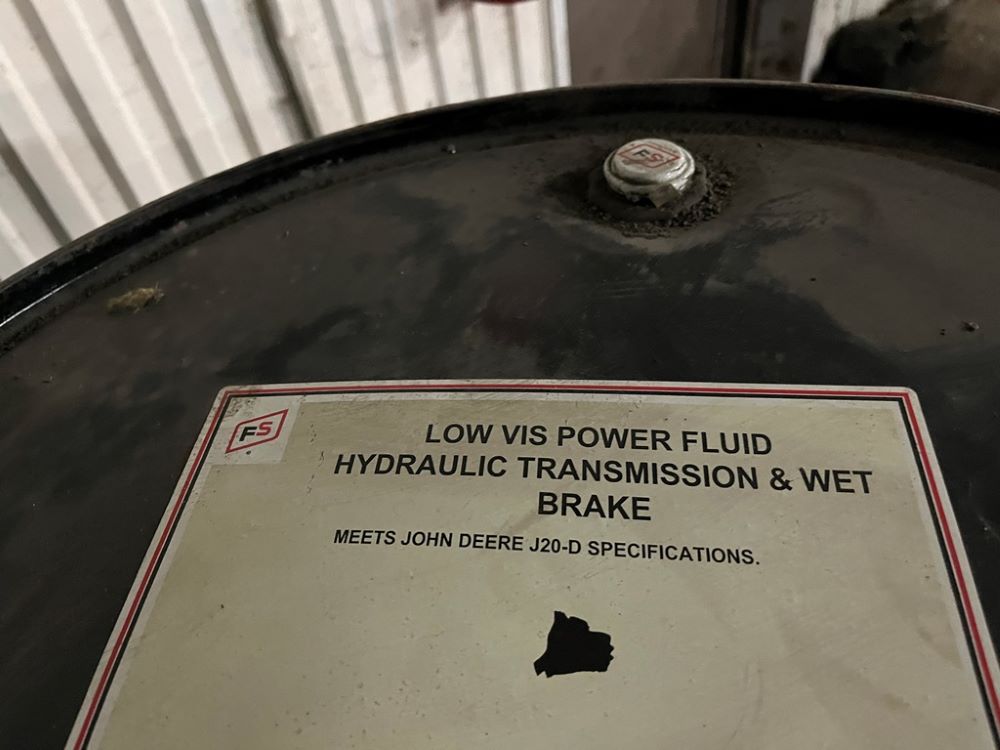 FS
FS
LOW VIS POWER FLUID
HYDRAULIC TRANSMISSION & WET
BRAKE
MEETS JOHN DEERE J20-D SPECIFICATIONS.